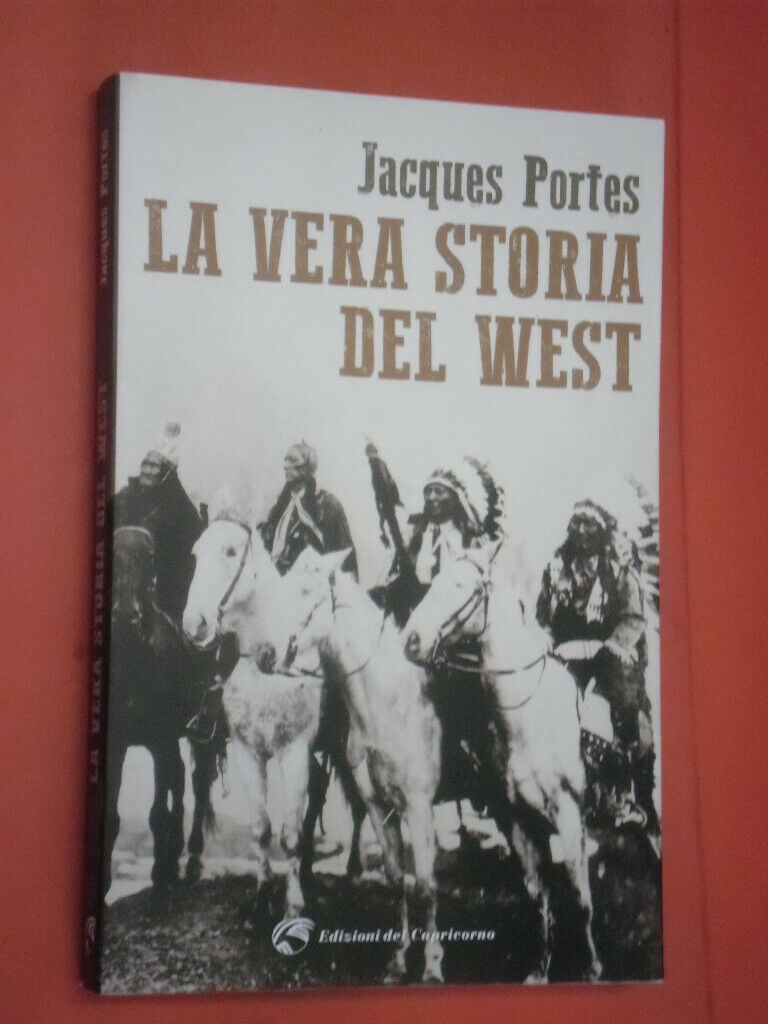 Jacques Portes
LA VERA STORIA
DEL WEST
Edizioni del Capricorno
Jacques Portes
LA VERA STORIA DEL WEST